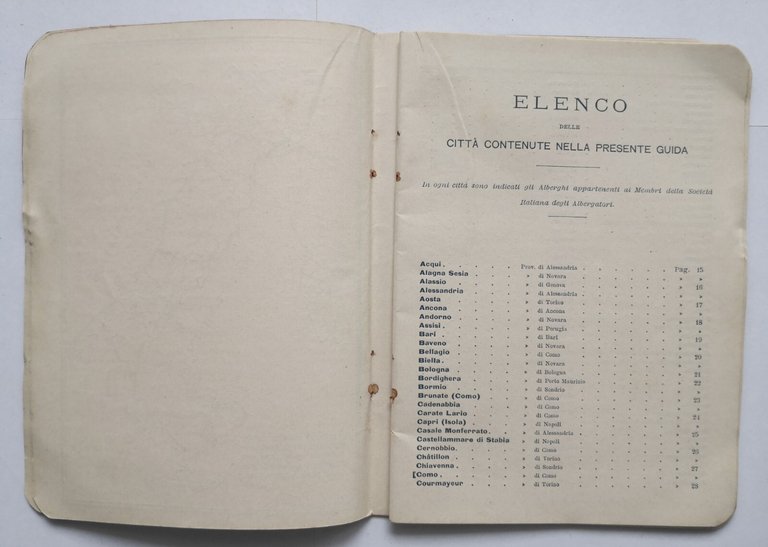 ELENCO
DELLE
CITTÀ CONTENUTE NELLA PRESENTE GUIDA
In ogni città sono indicati gli Alberghi appartenenti ai Membri della Società
Italiana degli Albergatori.
Acqui . . . . . Prov. di Alessandria . . . . . . Pag. 15
Alagna Sesia . . . . » di Novara . . . . . . » »
Alassio . . . . . » di Genova . . . . . . » 16
Alessandria . . . . » di Alessandria . . . . . . » »
Aosta . . . . . » di Torino . . . . . . » 17
Ancona . . . . . » di Ancona . . . . . . » »
Andorno . . . . » di Novara . . . . . . » 18
Assisi . . . . . » di Perugia . . . . . . » »
Bari . . . . . » di Bari . . . . . . » 19
Baveno . . . . . » di Novara . . . . . . » »
Bellagio . . . . » di Como . . . . . . » 20
Biella . . . . . » di Novara . . . . . . » »
Bologna . . . . » di Bologna . . . . . . » 21
Bordighera . . . . » di Porto Maurizio . . . . . » 22
Bormio . . . . . » di Sondrio . . . . . . » »
Brunate (Como) . . . » di Como . . . . . . » 23
Cadenabbia . . . . » di Como . . . . . . » »
Carate Lario . . . . » di Como . . . . . . » 24
Capri (Isola) . . . . » di Napoli . . . . . . » »
Casale Monferrato . . . » di Alessandria . . . . . . » 25
Castellammare di Stabia » di Napoli . . . . . . » »
Cernobbio . . . . » di Como . . . . . . » 26
Châtillon . . . . » di Torino . . . . . . » »
Chiavenna . . . . » di Sondrio . . . . . . » 27
[Como . . . . . » di Como . . . . . . » »
Courmayeur . . . . » di Torino . . . . . . » 28